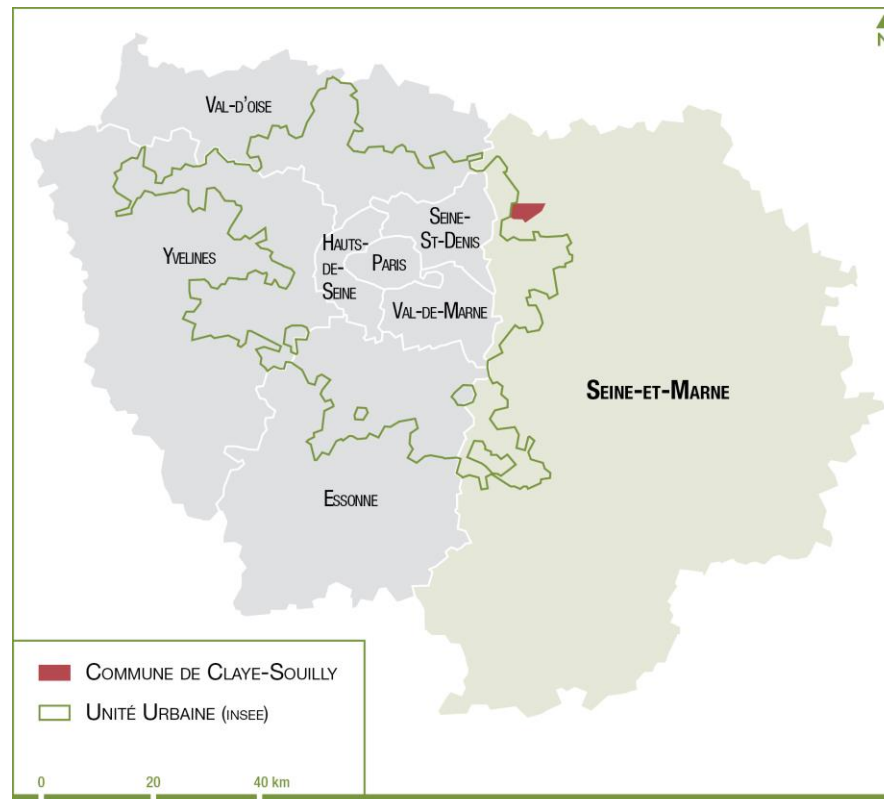 N
VAL-D'OISE
SEINE-
ST-DENIS
HAUTS-
DE-
SEINE
PARIS
YVELINES
VAL-DE-MARNE
SEINE-ET-MARNE
ESSONNE
COMMUNE DE CLAYE-SOUILLY
UNITÉ URBAINE (INSEE)
0 20 40 km